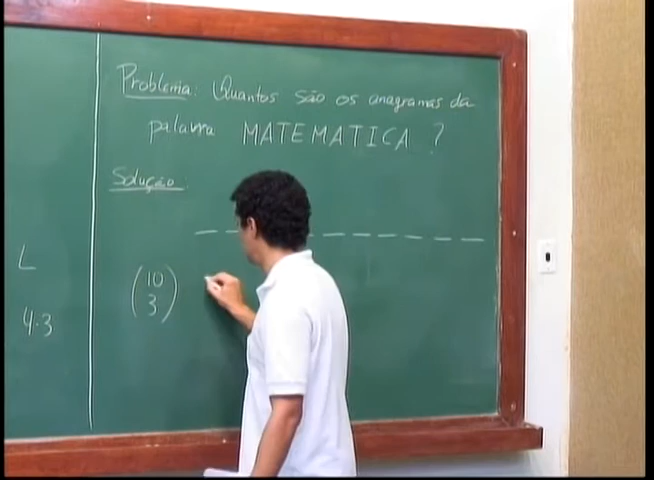 Problema: Quantos são os anagramas da
palavra MATEMATICA ?
Solução:
L
4.3
(10
3)